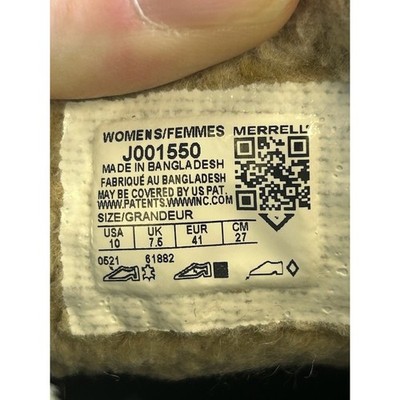 WOMENS/FEMMES MERRELL
J001550
MADE IN BANGLADESH
FABRIQUÉ AU BANGLADESH
MAY BE COVERED BY US PAT.
WWW.PATENTS.WWWINC.COM
SIZE/GRANDEUR
USA UK EUR CM
10 7.5 41 27
0521 61882